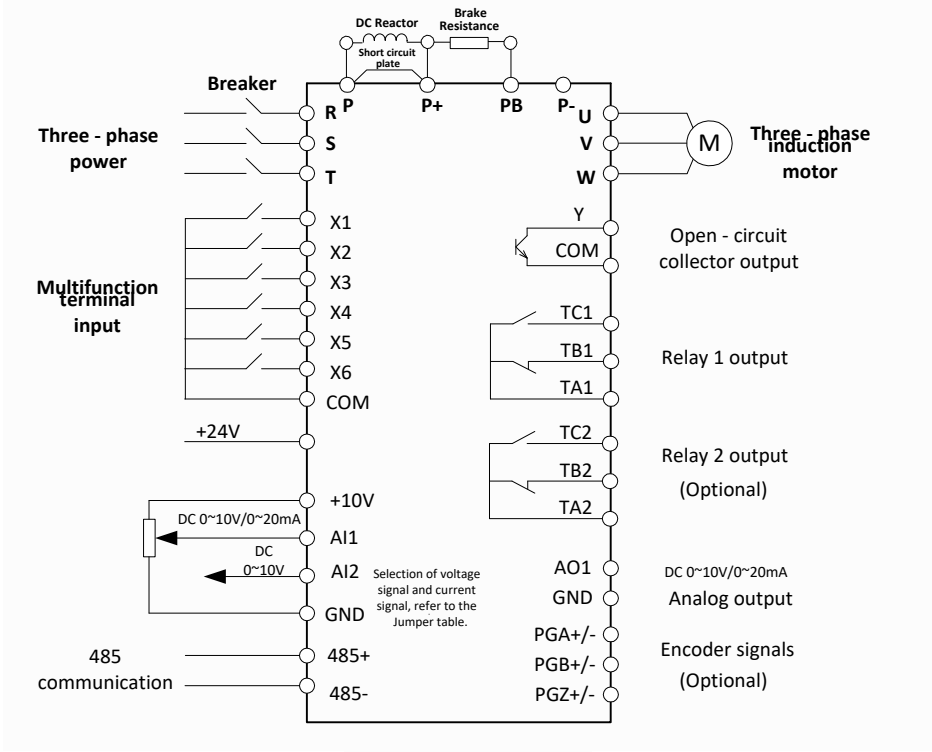 DC Reactor
Brake
Resistance
Short circuit
plate
P
P+
PB
P-
Breaker
Three - phase
power
R
S
T
U
V
W
M
Three - phase
induction
motor
Multifunction
terminal
input
X1
X2
X3
X4
X5
X6
COM
+24V
Y
COM
Open - circuit
collector output
TC1
TB1
TA1
Relay 1 output
TC2
TB2
TA2
Relay 2 output
(Optional)
+10V
DC 0~10V/0~20mA
AI1
DC
0~10V
AI2
GND
Selection of voltage
signal and current
signal, refer to the
Jumper table.
AO1
GND
DC 0~10V/0~20mA
Analog output
PGA+/-
PGB+/-
PGZ+/-
Encoder signals
(Optional)
485
communication
485+
485-